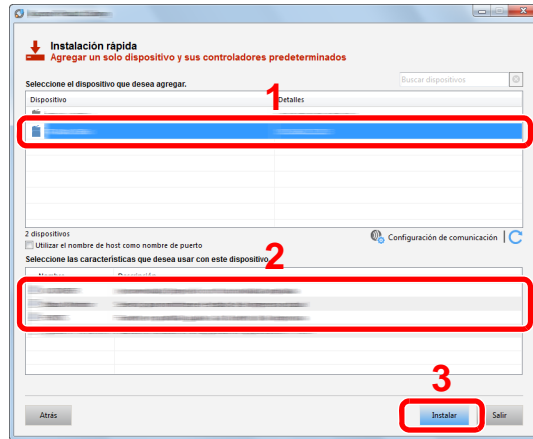 Instalación rápida
Agregar un solo dispositivo y sus controladores predeterminados
Seleccione el dispositivo que desea agregar.
Buscar dispositivos
1
Dispositivo Detalles
2 dispositivos
Utilizar el nombre de host como nombre de puerto
Configuración de comunicación
Seleccione las características que desea usar con este dispositivo
2
Nombre Descripción
3
Atrás Instalar Salir